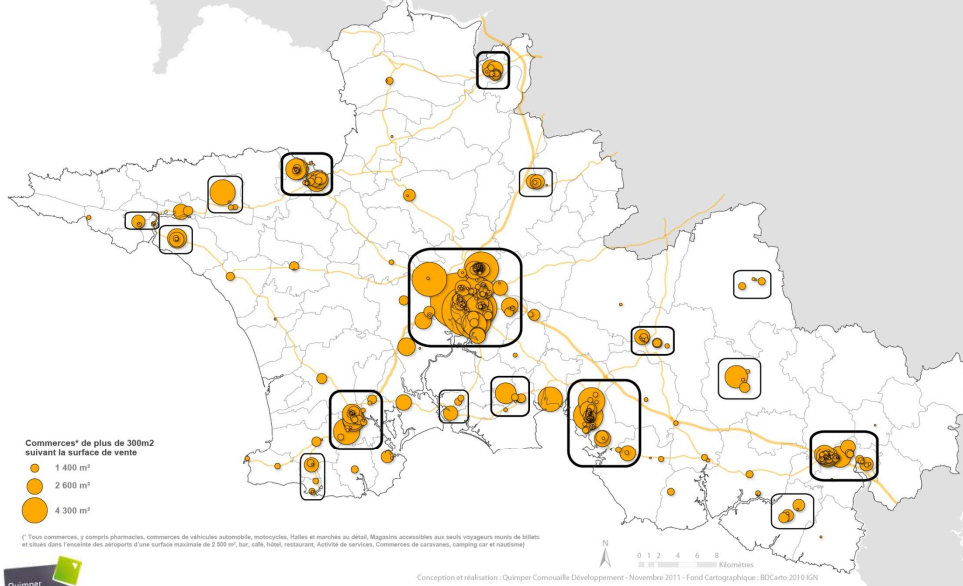 Commerces* de plus de 300m2
suivant la surface de vente
1 400 m²
2 600 m²
4 300 m²
(* Tous commerces, y compris pharmacies, commerces de véhicules automobile, motocycles, Halles et marchés au détail, Magasins accessibles aux seuls voyageurs munis de billets
et situés dans l'enceinte des aéroports d'une surface maximale de 2 500 m², bar, café, hôtel, restaurant, Activité de services, Commerces de caravanes, camping car et nautisme)
N
0 1 2 4 6 8
Kilomètres
Conception et réalisation : Quimper Cornouaille Développement - Novembre 2011 - Fond Cartographique : BDCarto 2010 IGN
Quimper